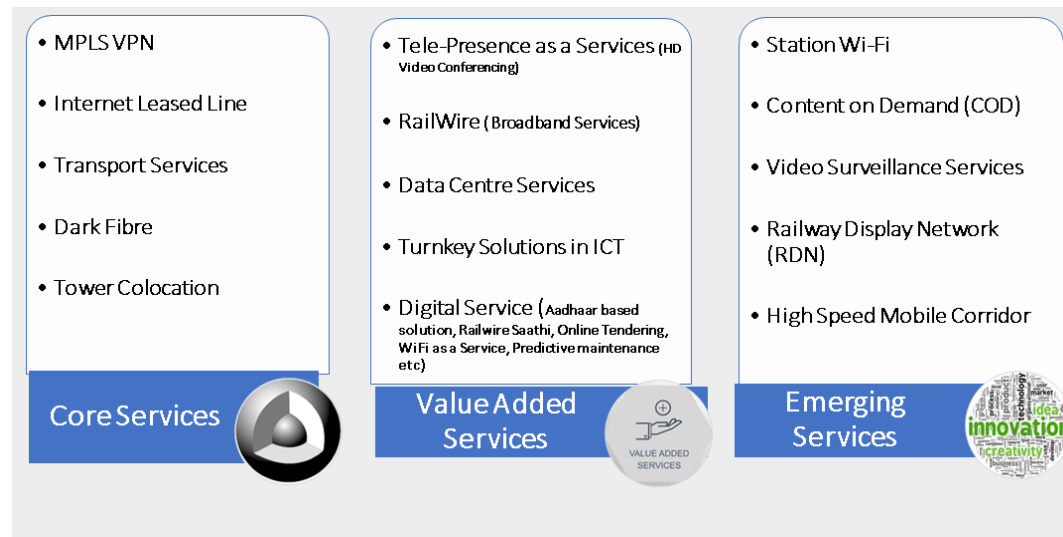 • MPLS VPN
• Internet Leased Line
• Transport Services
• Dark Fibre
• Tower Colocation
Core Services
• Tele-Presence as a Services (HD
Video Conferencing)
• RailWire (Broadband Services)
• Data Centre Services
• Turnkey Solutions in ICT
• Digital Service (Aadhaar based
solution, Railwire Saathi, Online Tendering,
WiFi as a Service, Predictive maintenance
etc)
Value Added
Services
VALUE ADDED
SERVICES
• Station Wi-Fi
• Content on Demand (COD)
• Video Surveillance Services
• Railway Display Network
(RDN)
• High Speed Mobile Corridor
Emerging
Services
technology
market
product
idea
innovation
creativity
business